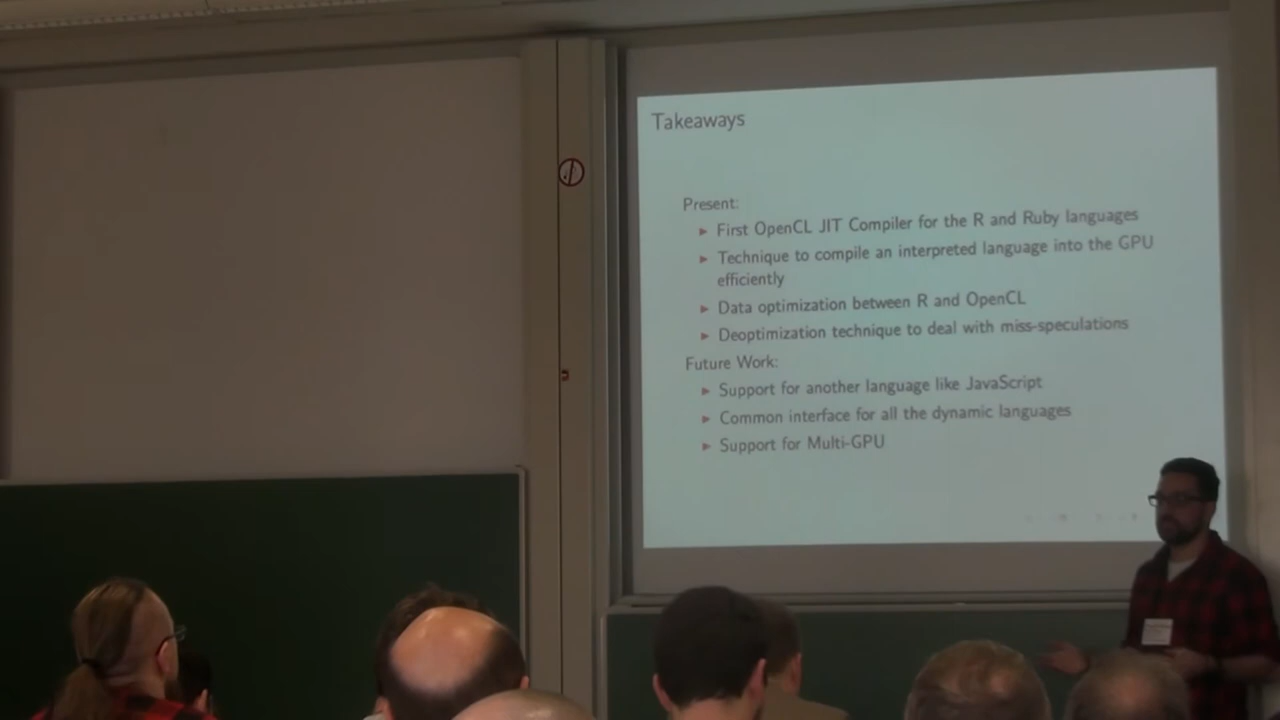 Takeaways
Present:
► First OpenCL JIT Compiler for the R and Ruby languages
► Technique to compile an interpreted language into the GPU
efficiently
► Data optimization between R and OpenCL
► Deoptimization technique to deal with miss-speculations
Future Work:
► Support for another language like JavaScript
► Common interface for all the dynamic languages
► Support for Multi-GPU